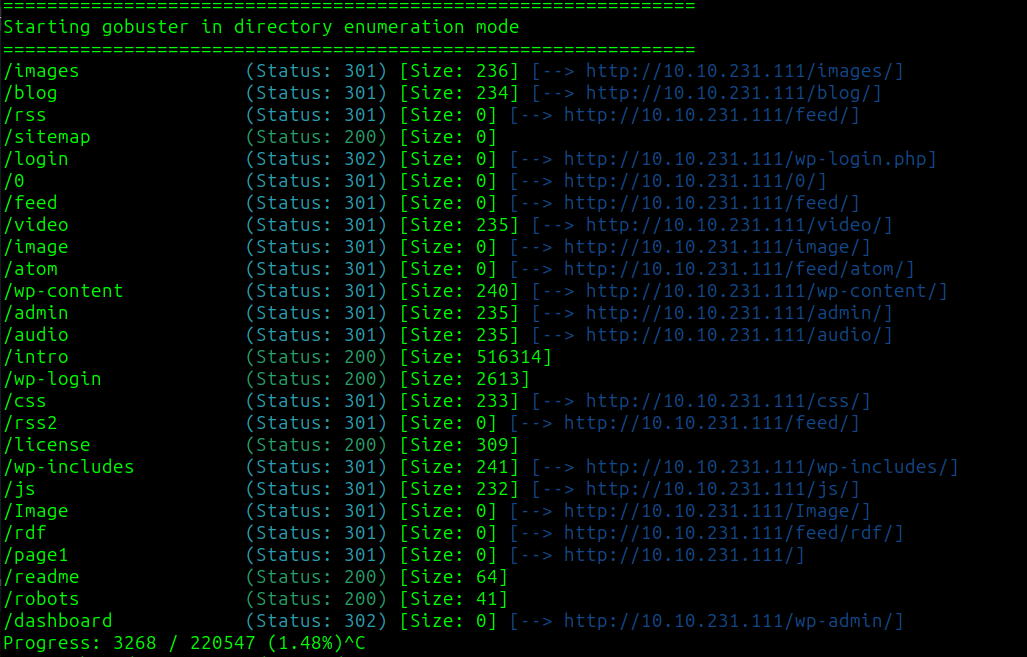 ===============================================================
Starting gobuster in directory enumeration mode
===============================================================
/images               (Status: 301) [Size: 236] [--> http://10.10.231.111/images/]
/blog                 (Status: 301) [Size: 234] [--> http://10.10.231.111/blog/]
/rss                  (Status: 301) [Size: 0] [--> http://10.10.231.111/feed/]
/sitemap              (Status: 200) [Size: 0]
/login                (Status: 302) [Size: 0] [--> http://10.10.231.111/wp-login.php]
/0                    (Status: 301) [Size: 0] [--> http://10.10.231.111/0/]
/feed                 (Status: 301) [Size: 0] [--> http://10.10.231.111/feed/]
/video                (Status: 301) [Size: 235] [--> http://10.10.231.111/video/]
/image                (Status: 301) [Size: 0] [--> http://10.10.231.111/image/]
/atom                 (Status: 301) [Size: 0] [--> http://10.10.231.111/feed/atom/]
/wp-content           (Status: 301) [Size: 240] [--> http://10.10.231.111/wp-content/]
/admin                (Status: 301) [Size: 235] [--> http://10.10.231.111/admin/]
/audio                (Status: 301) [Size: 235] [--> http://10.10.231.111/audio/]
/intro                (Status: 200) [Size: 516314]
/wp-login             (Status: 200) [Size: 2613]
/css                  (Status: 301) [Size: 233] [--> http://10.10.231.111/css/]
/rss2                 (Status: 301) [Size: 0] [--> http://10.10.231.111/feed/]
/license              (Status: 200) [Size: 309]
/wp-includes          (Status: 301) [Size: 241] [--> http://10.10.231.111/wp-includes/]
/js                   (Status: 301) [Size: 232] [--> http://10.10.231.111/js/]
/Image                (Status: 301) [Size: 0] [--> http://10.10.231.111/Image/]
/rdf                  (Status: 301) [Size: 0] [--> http://10.10.231.111/feed/rdf/]
/page1                (Status: 301) [Size: 0] [--> http://10.10.231.111/]
/readme               (Status: 200) [Size: 64]
/robots               (Status: 200) [Size: 41]
/dashboard            (Status: 302) [Size: 0] [--> http://10.10.231.111/wp-admin/]
Progress: 3268 / 220547 (1.48%)^C